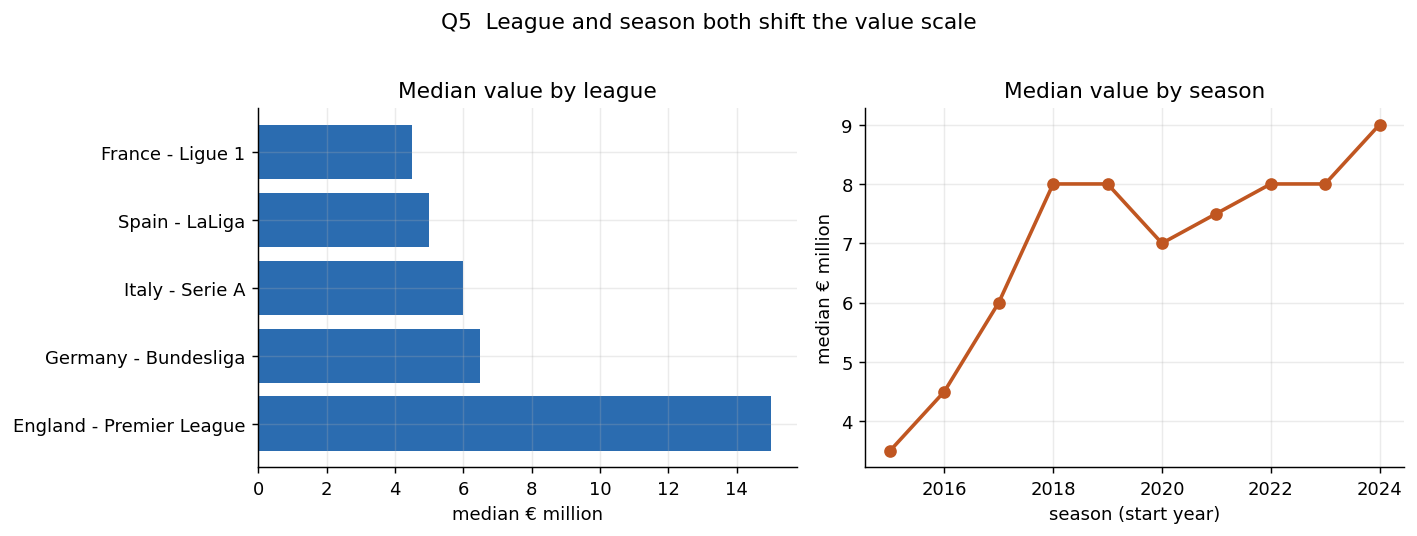 Q5  League and season both shift the value scale
Median value by league
France - Ligue 1
Spain - LaLiga
Italy - Serie A
Germany - Bundesliga
England - Premier League
0 2 4 6 8 10 12 14
median € million
Median value by season
median € million
9
8
7
6
5
4
2016 2018 2020 2022 2024
season (start year)